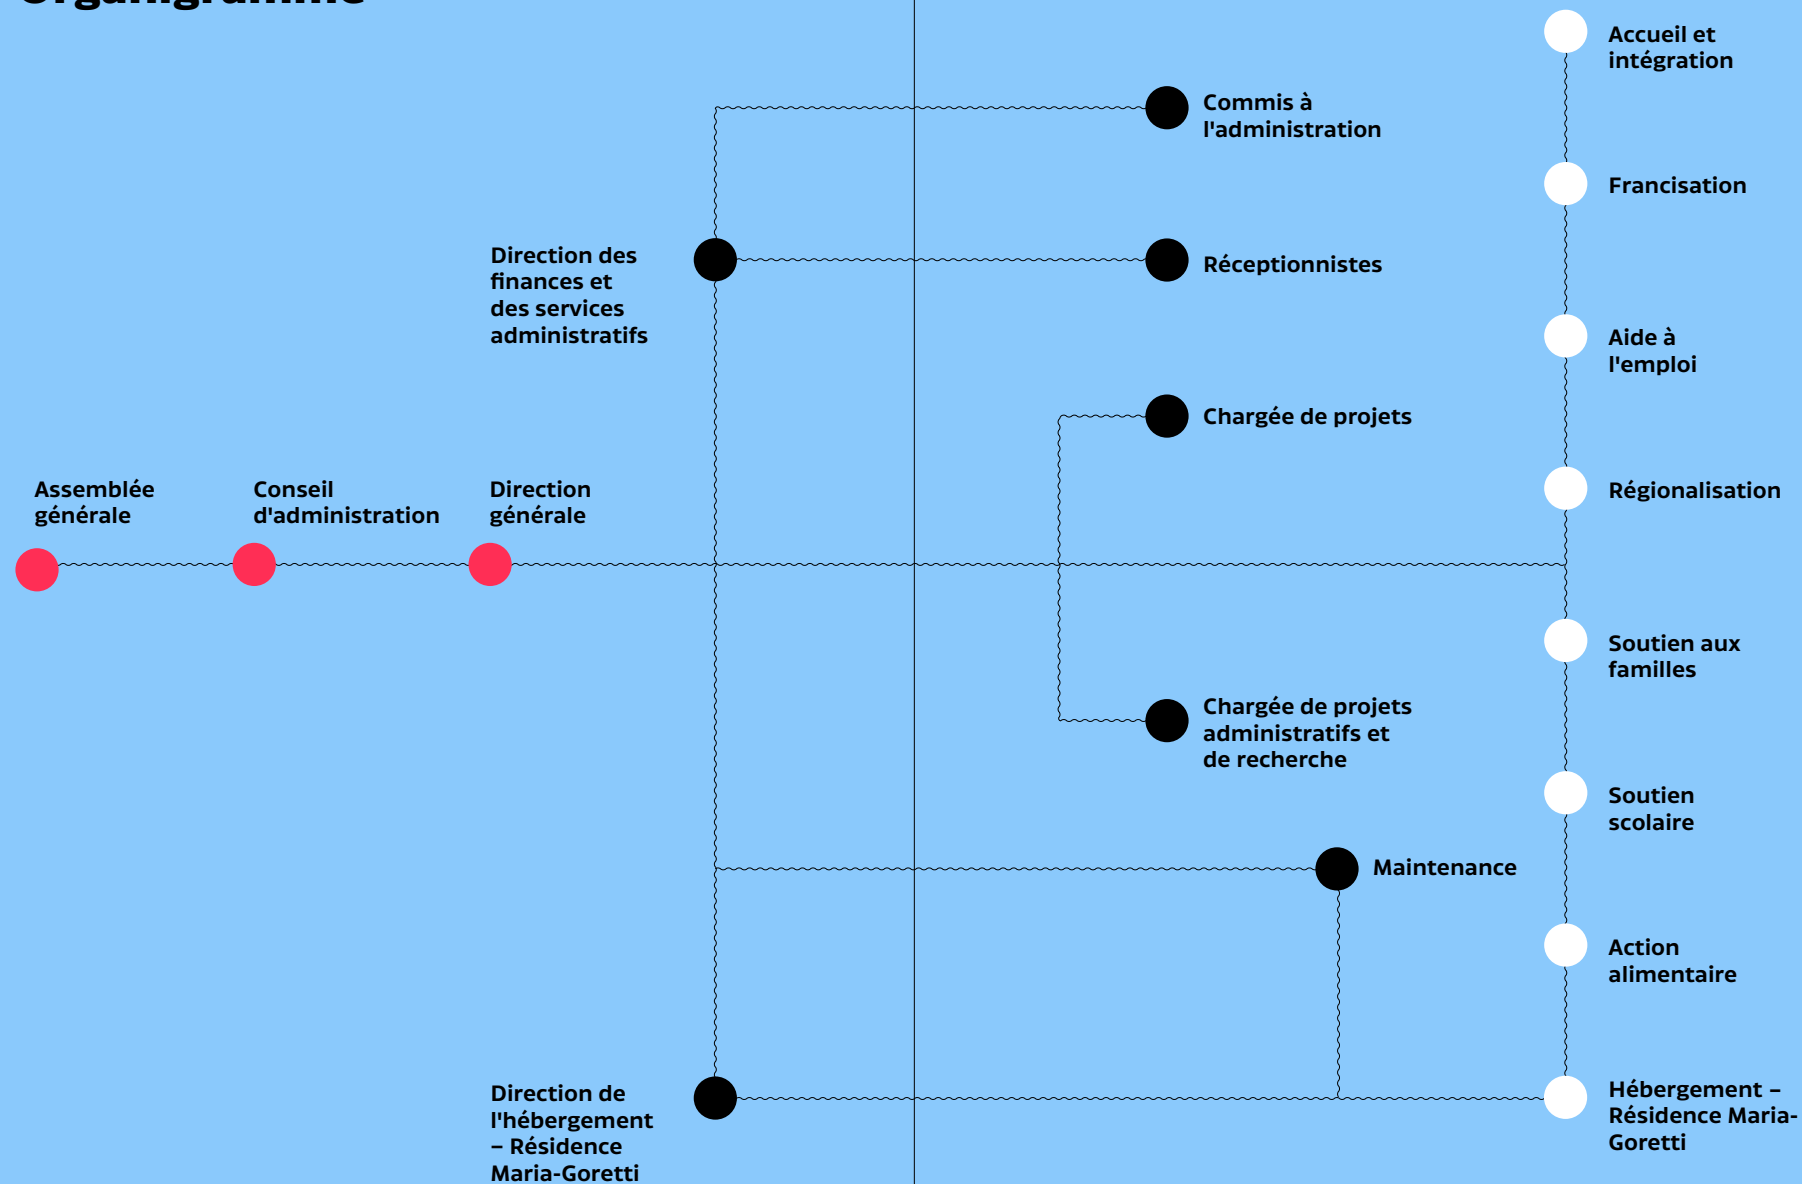 Organigramme
Accueil et
intégration
Commis à
l'administration
Francisation
Direction des
finances et
des services
administratifs
Réceptionnistes
Aide à
l'emploi
Chargée de projets
Assemblée
générale
Conseil
d'administration
Direction
générale
Régionalisation
Soutien aux
familles
Chargée de projets
administratifs et
de recherche
Soutien
scolaire
Maintenance
Action
alimentaire
Direction de
l'hébergement
– Résidence
Maria-Goretti
Hébergement –
Résidence Maria-
Goretti